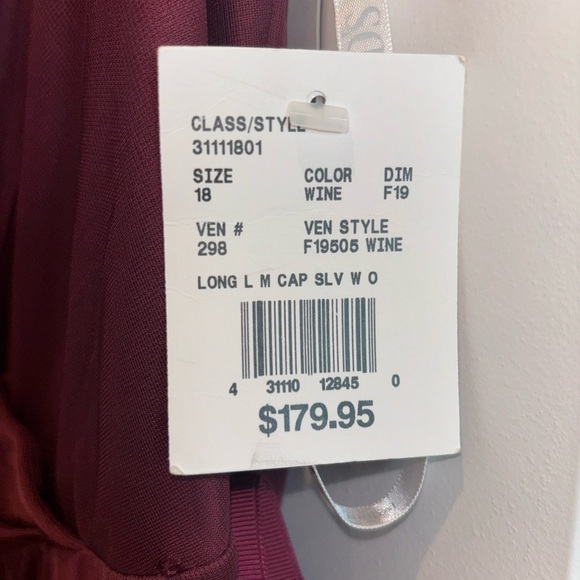 CLASS/STYLE
31111801
SIZE COLOR DIM
18 WINE F19
VEN # VEN STYLE
298 F19505 WINE
LONG L M CAP SLV W O
4 31110 12845 0
$179.95